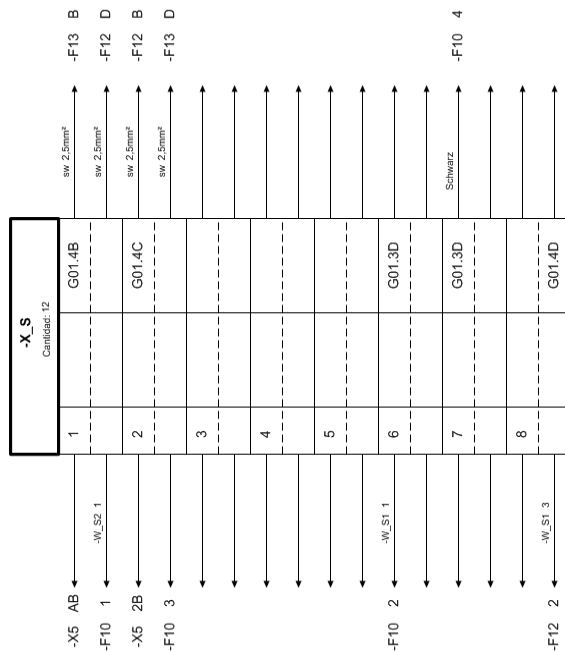 -X_S
Cantidad: 12
-F13 B
-F12 D
-F12 B
-F13 D
-F10 4
sw 2,5mm²
sw 2,5mm²
sw 2,5mm²
sw 2,5mm²
Schwarz
G01.4B
G01.4C
G01.3D
G01.3D
G01.4D
1
2
3
4
5
6
7
8
-W_S2 1
-W_S1 1
-W_S1 3
-X5 AB
-F10 1
-X5 2B
-F10 3
-F10 2
-F12 2